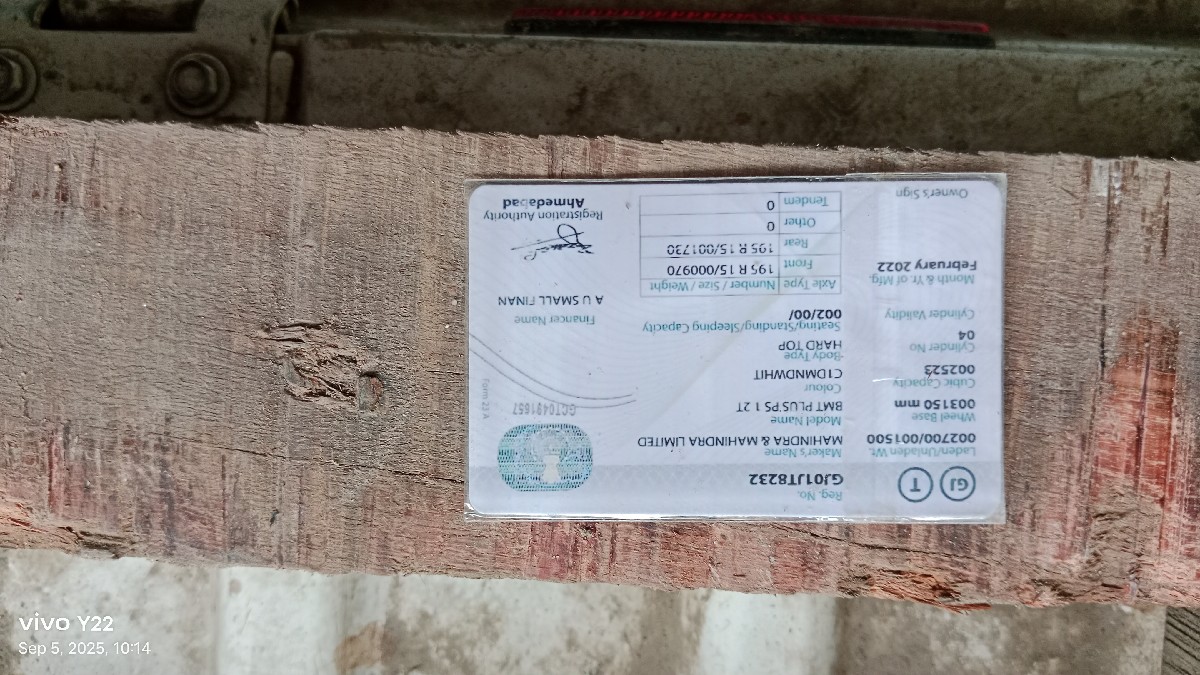 GJ T
Reg. No.
GJ01JT8232
Laden/Unladen Wt.
002700/001500
Maker's Name
MAHINDRA & MAHINDRA LIMITED
Wheel Base
003150 mm
Model Name
BMT PLUS PS 1.2T
GCT0491657
Form 23 A
Cubic Capacity
002523
Colour
C1DMNDWHIT
Cylinder No
04
Body Type
HARD TOP
Cylinder Validity
Seating/Standing/Sleeping Capacity
002/00/
Financer Name
A U SMALL FINAN
Month & Yr. of Mfg.
February 2022
Axle Type Number / Size / Weight
Front 195 R 15/000970
Rear 195 R 15/001730
Other 0
Tendem 0
Registration Authority
Ahmedabad
Owner's Sign
vivo Y22
Sep 5, 2025, 10:14